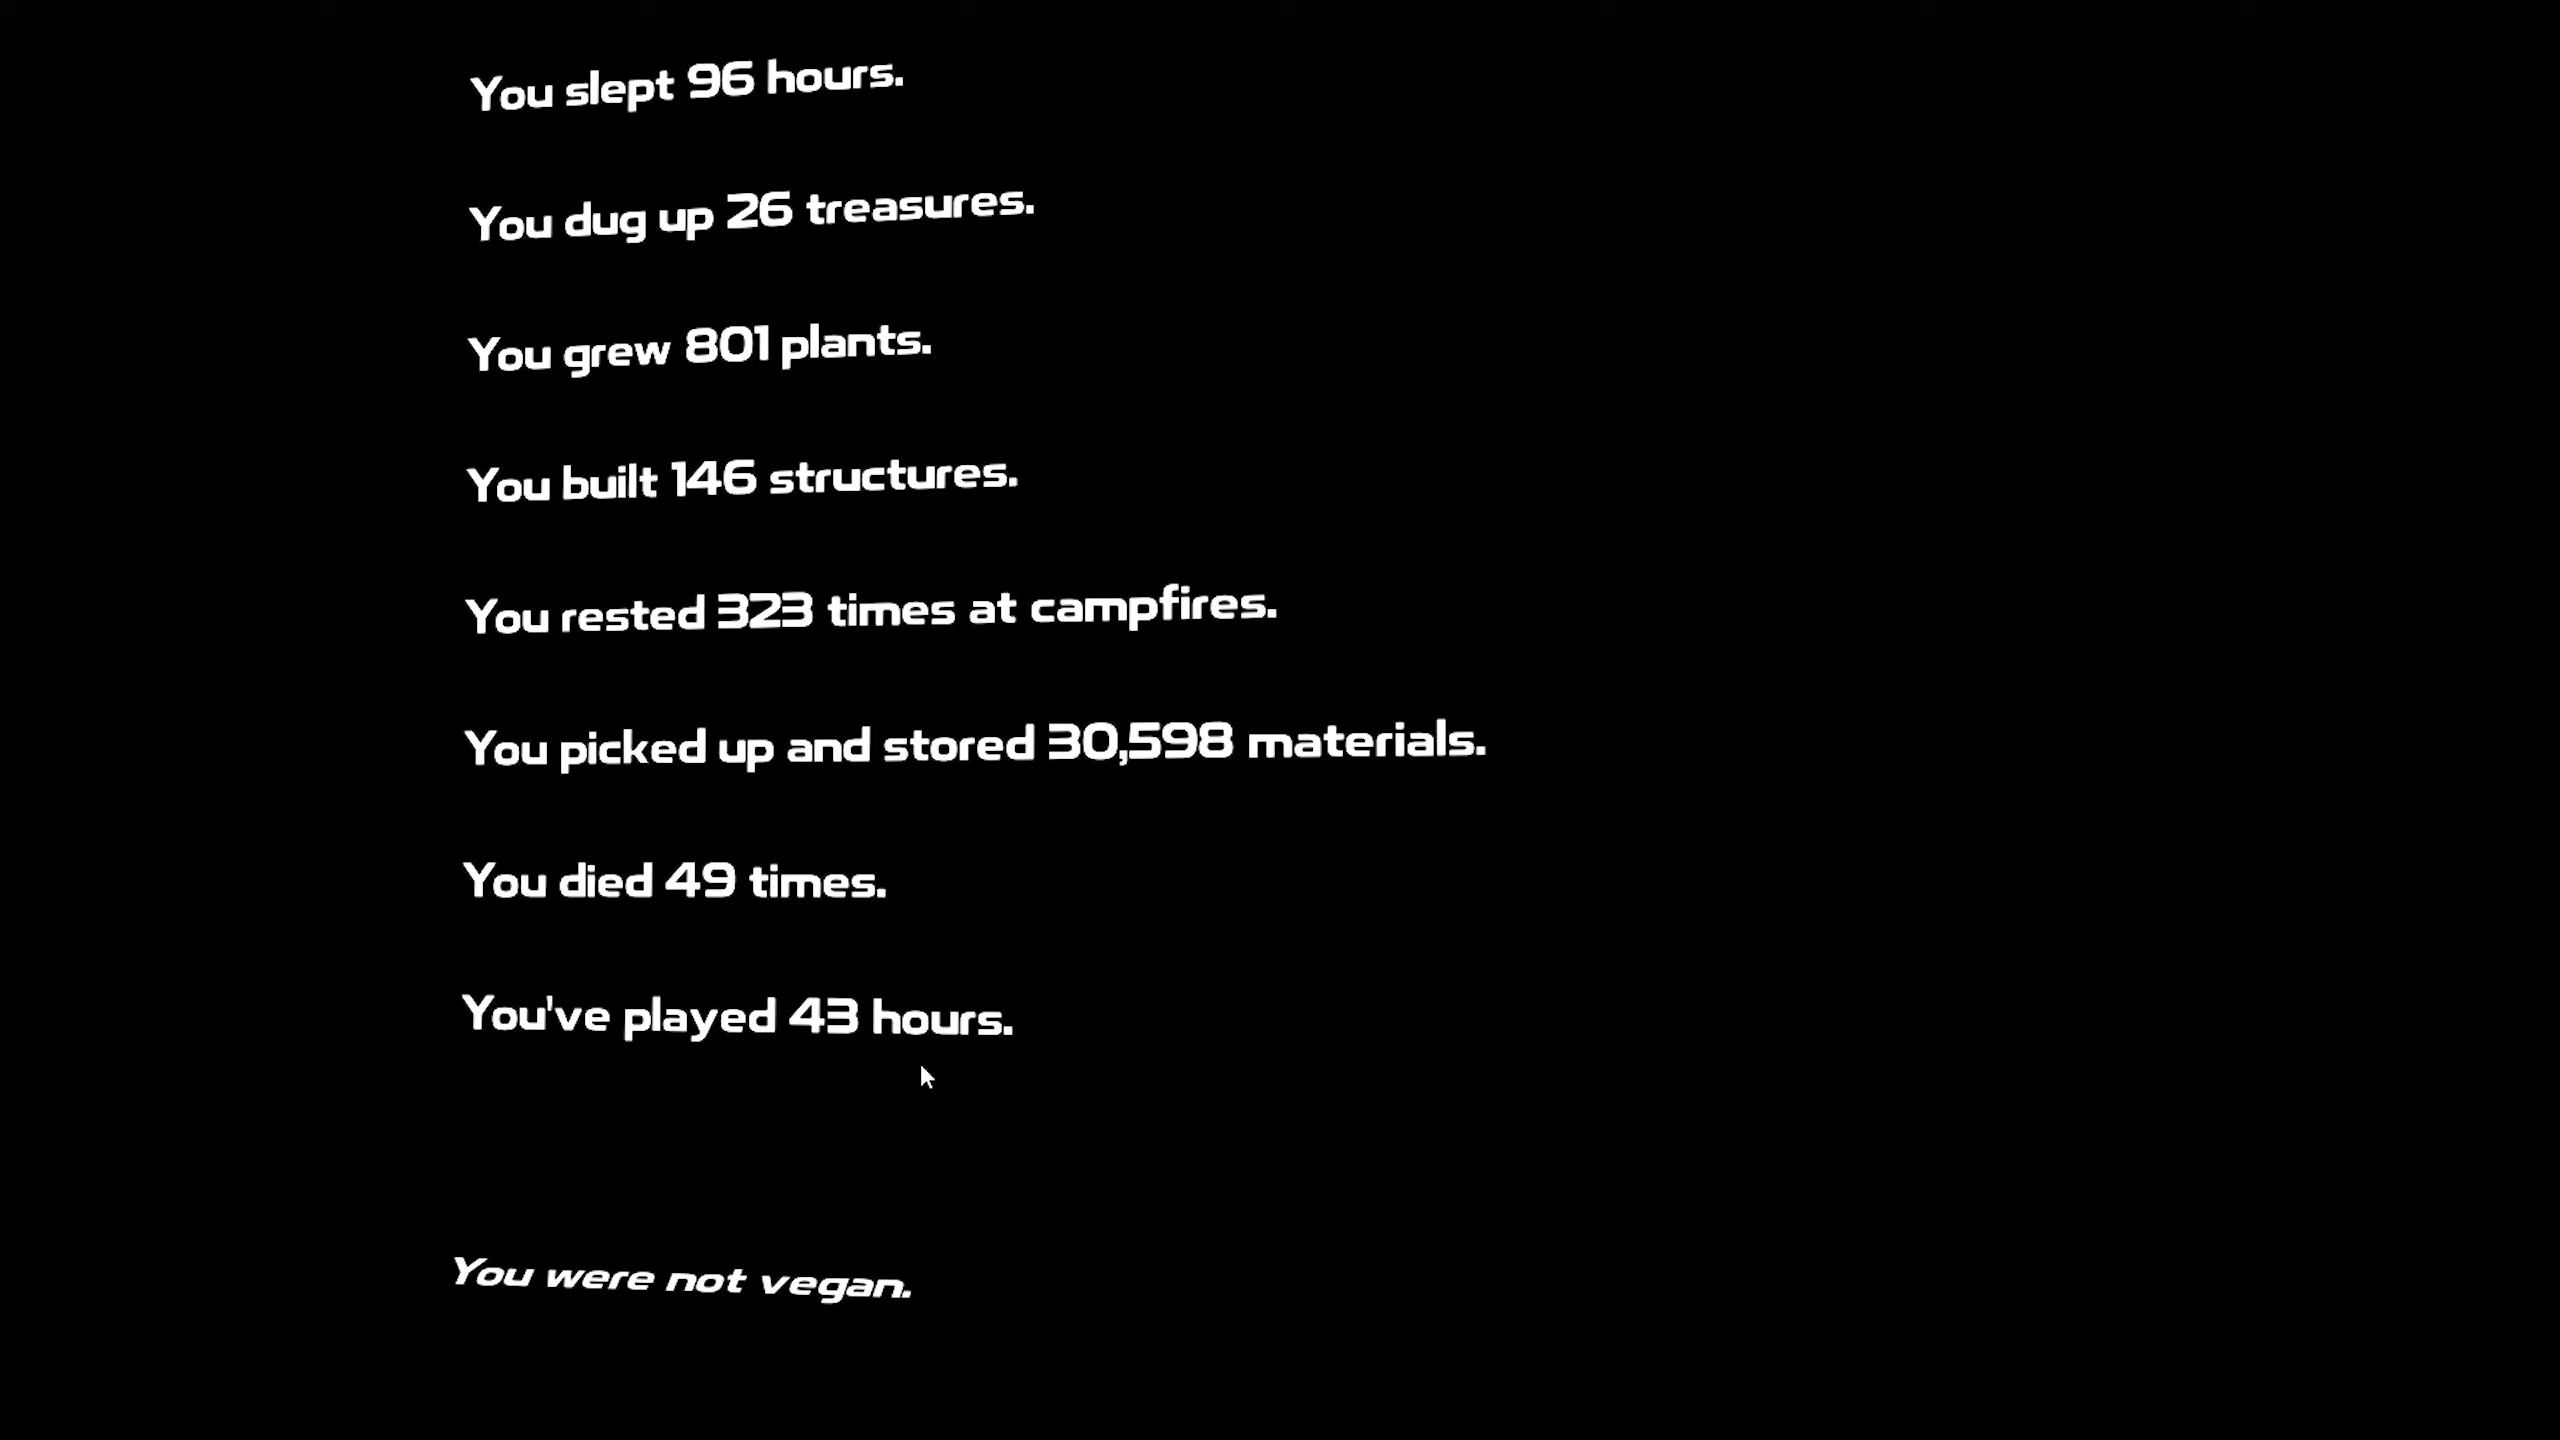 You slept 96 hours.
You dug up 26 treasures.
You grew 801 plants.
You built 146 structures.
You rested 323 times at campfires.
You picked up and stored 30,598 materials.
You died 49 times.
You've played 43 hours.
You were not vegan.